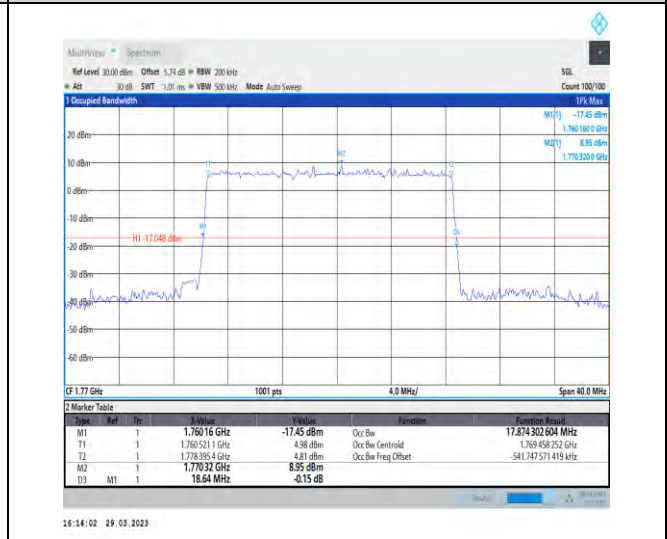 MultiView Spectrum
Ref Level 30.00 dBm Offset 5.74 dB RBW 200 kHz SGL
Att 30 dB SWT 1.01 ms VBW 500 kHz Mode Auto Sweep Count 100/100
1 Occupied Bandwidth 1Pk Max
M1[1] -17.45 dBm
1.760 160 0 GHz
M2[1] 8.95 dBm
1.770 320 0 GHz
20 dBm
M2
T1 T2
10 dBm
0 dBm
-10 dBm
M1
D3
H1 -17.048 dBm
-20 dBm
-30 dBm
-40 dBm
-50 dBm
-60 dBm
CF 1.77 GHz 1001 pts 4.0 MHz/ Span 40.0 MHz
2 Marker Table
Type Ref Trc X-Value Y-Value Function Function Result
M1 1 1.76016 GHz -17.45 dBm Occ Bw 17.874 302 604 MHz
T1 1 1.760 521 1 GHz 4.98 dBm Occ Bw Centroid 1.769 458 252 GHz
T2 1 1.778 395 4 GHz 4.81 dBm Occ Bw Freq Offset -541.747 571 419 kHz
M2 1 1.77032 GHz 8.95 dBm
D3 M1 1 18.64 MHz -0.15 dB
16:14:02 29.03.2023